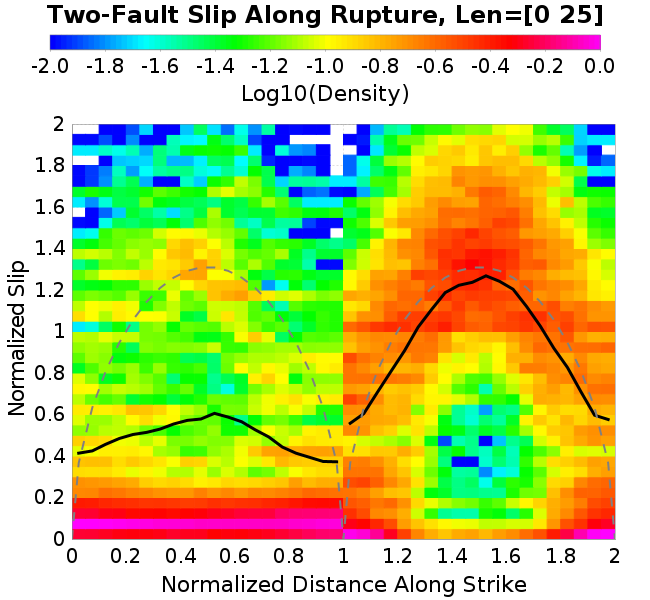 Two-Fault Slip Along Rupture, Len=[0 25]
-2.0 -1.8 -1.6 -1.4 -1.2 -1.0 -0.8 -0.6 -0.4 -0.2 0.0
Log10(Density)
2
1.8
1.6
1.4
1.2
1
0.8
0.6
0.4
0.2
0
Normalized Slip
0 0.2 0.4 0.6 0.8 1 1.2 1.4 1.6 1.8 2
Normalized Distance Along Strike